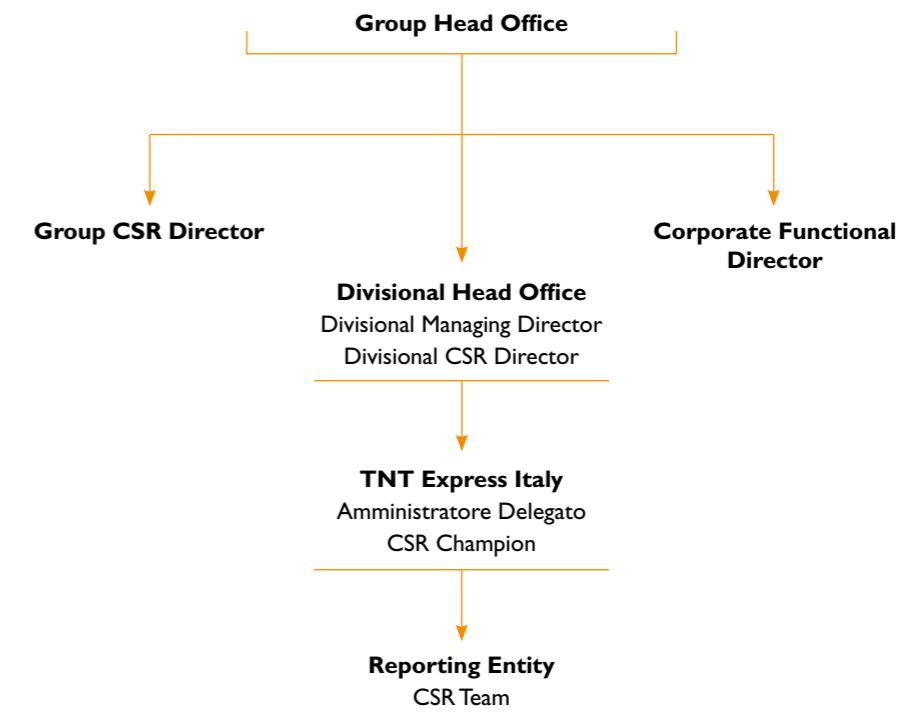 Group Head Office
Group CSR Director
Corporate Functional
Director
Divisional Head Office
Divisional Managing Director
Divisional CSR Director
TNT Express Italy
Amministratore Delegato
CSR Champion
Reporting Entity
CSR Team